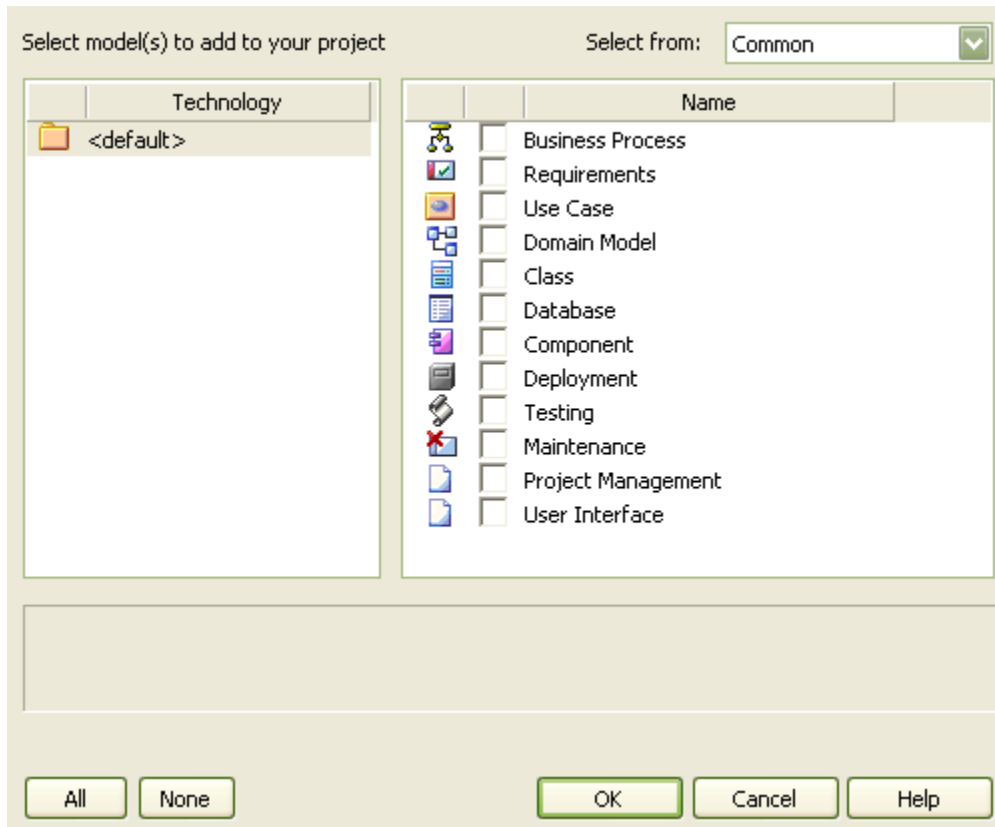 Select model(s) to add to your project Select from: Common
Technology Name
<default>
Business Process
Requirements
Use Case
Domain Model
Class
Database
Component
Deployment
Testing
Maintenance
Project Management
User Interface
All None OK Cancel Help